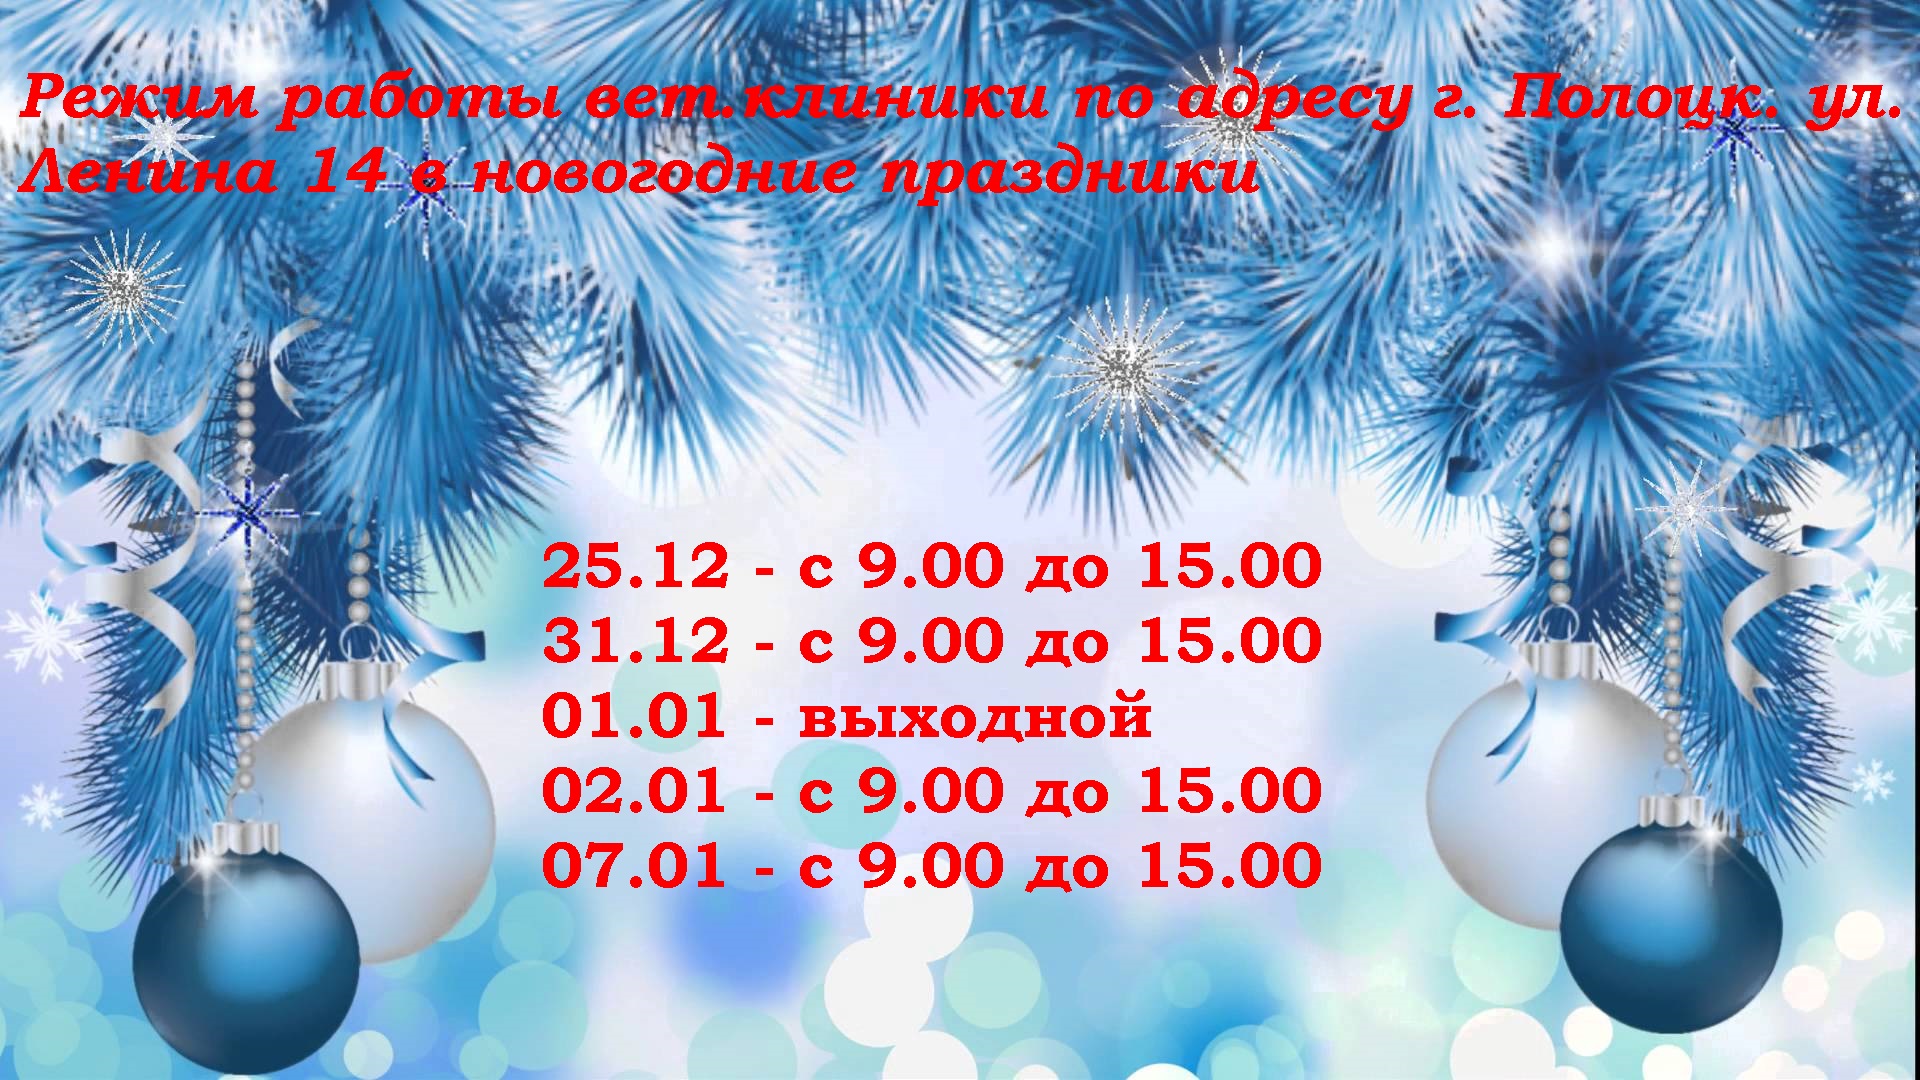 Режим работы вет.клиники по адресу г. Полоцк. ул.
Ленина 14 в новогодние праздники
25.12 - с 9.00 до 15.00
31.12 - с 9.00 до 15.00
01.01 - выходной
02.01 - с 9.00 до 15.00
07.01 - с 9.00 до 15.00